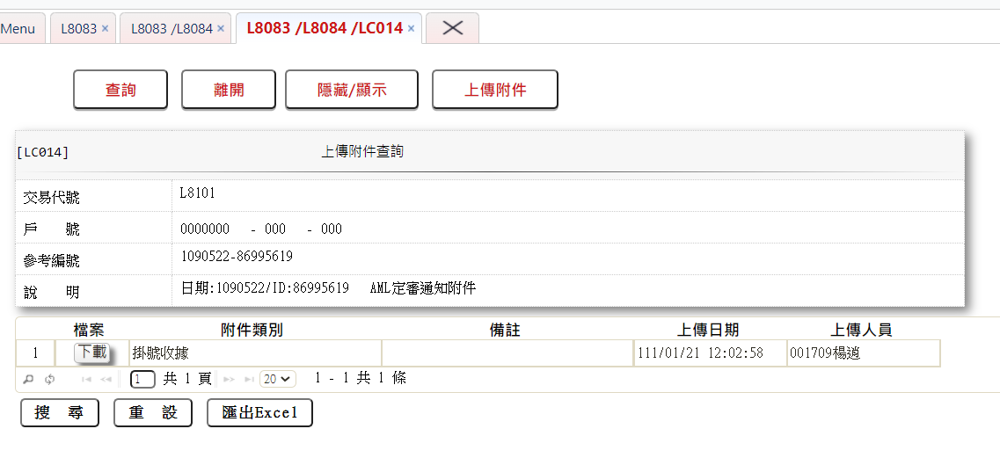 Menu L8083 × L8083 /L8084 × L8083 /L8084 /LC014 ×
查詢 離開 隱藏/顯示 上傳附件
[LC014] 上傳附件查詢
交易代號 L8101
戶 號 0000000 - 000 - 000
參考編號 1090522-86995619
說 明 日期:1090522/ID:86995619 AML定審通知附件
檔案 附件類別 備註 上傳日期 上傳人員
1 下載 掛號收據 111/01/21 12:02:58 001709楊逍
1 共 1 頁 20 1 - 1 共 1 條
搜 尋 重 設 匯出Excel